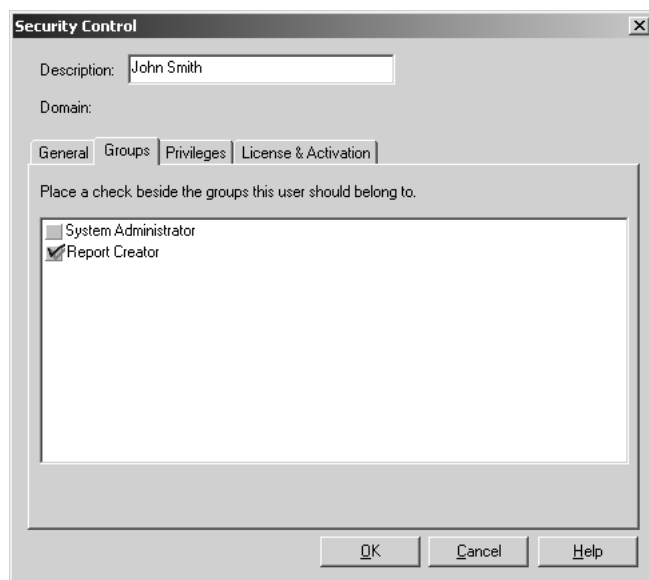 Security Control
Description: John Smith
Domain:
General Groups Privileges License & Activation
Place a check beside the groups this user should belong to.
System Administrator
Report Creator
OK Cancel Help